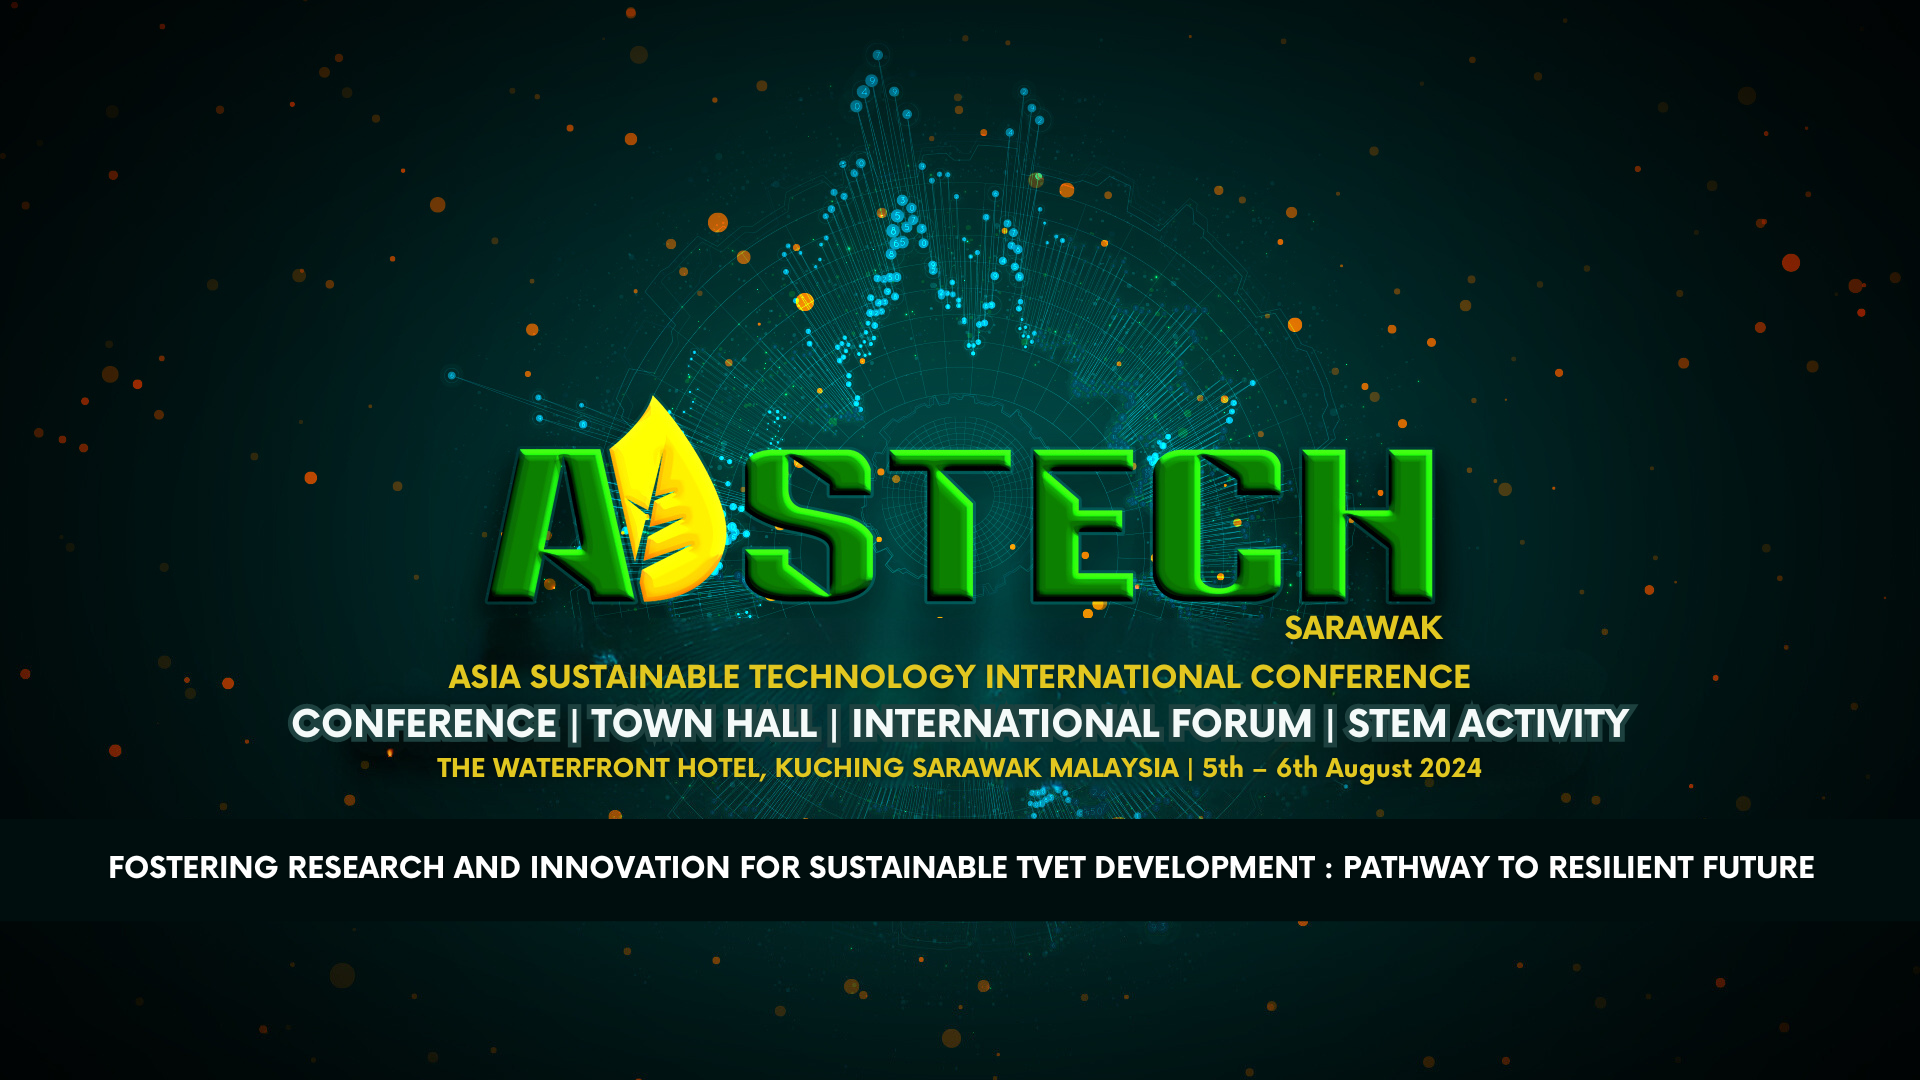 ASTECH
SARAWAK
ASIA SUSTAINABLE TECHNOLOGY INTERNATIONAL CONFERENCE
CONFERENCE | TOWN HALL | INTERNATIONAL FORUM | STEM ACTIVITY
THE WATERFRONT HOTEL, KUCHING SARAWAK MALAYSIA | 5th – 6th August 2024
FOSTERING RESEARCH AND INNOVATION FOR SUSTAINABLE TVET DEVELOPMENT : PATHWAY TO RESILIENT FUTURE